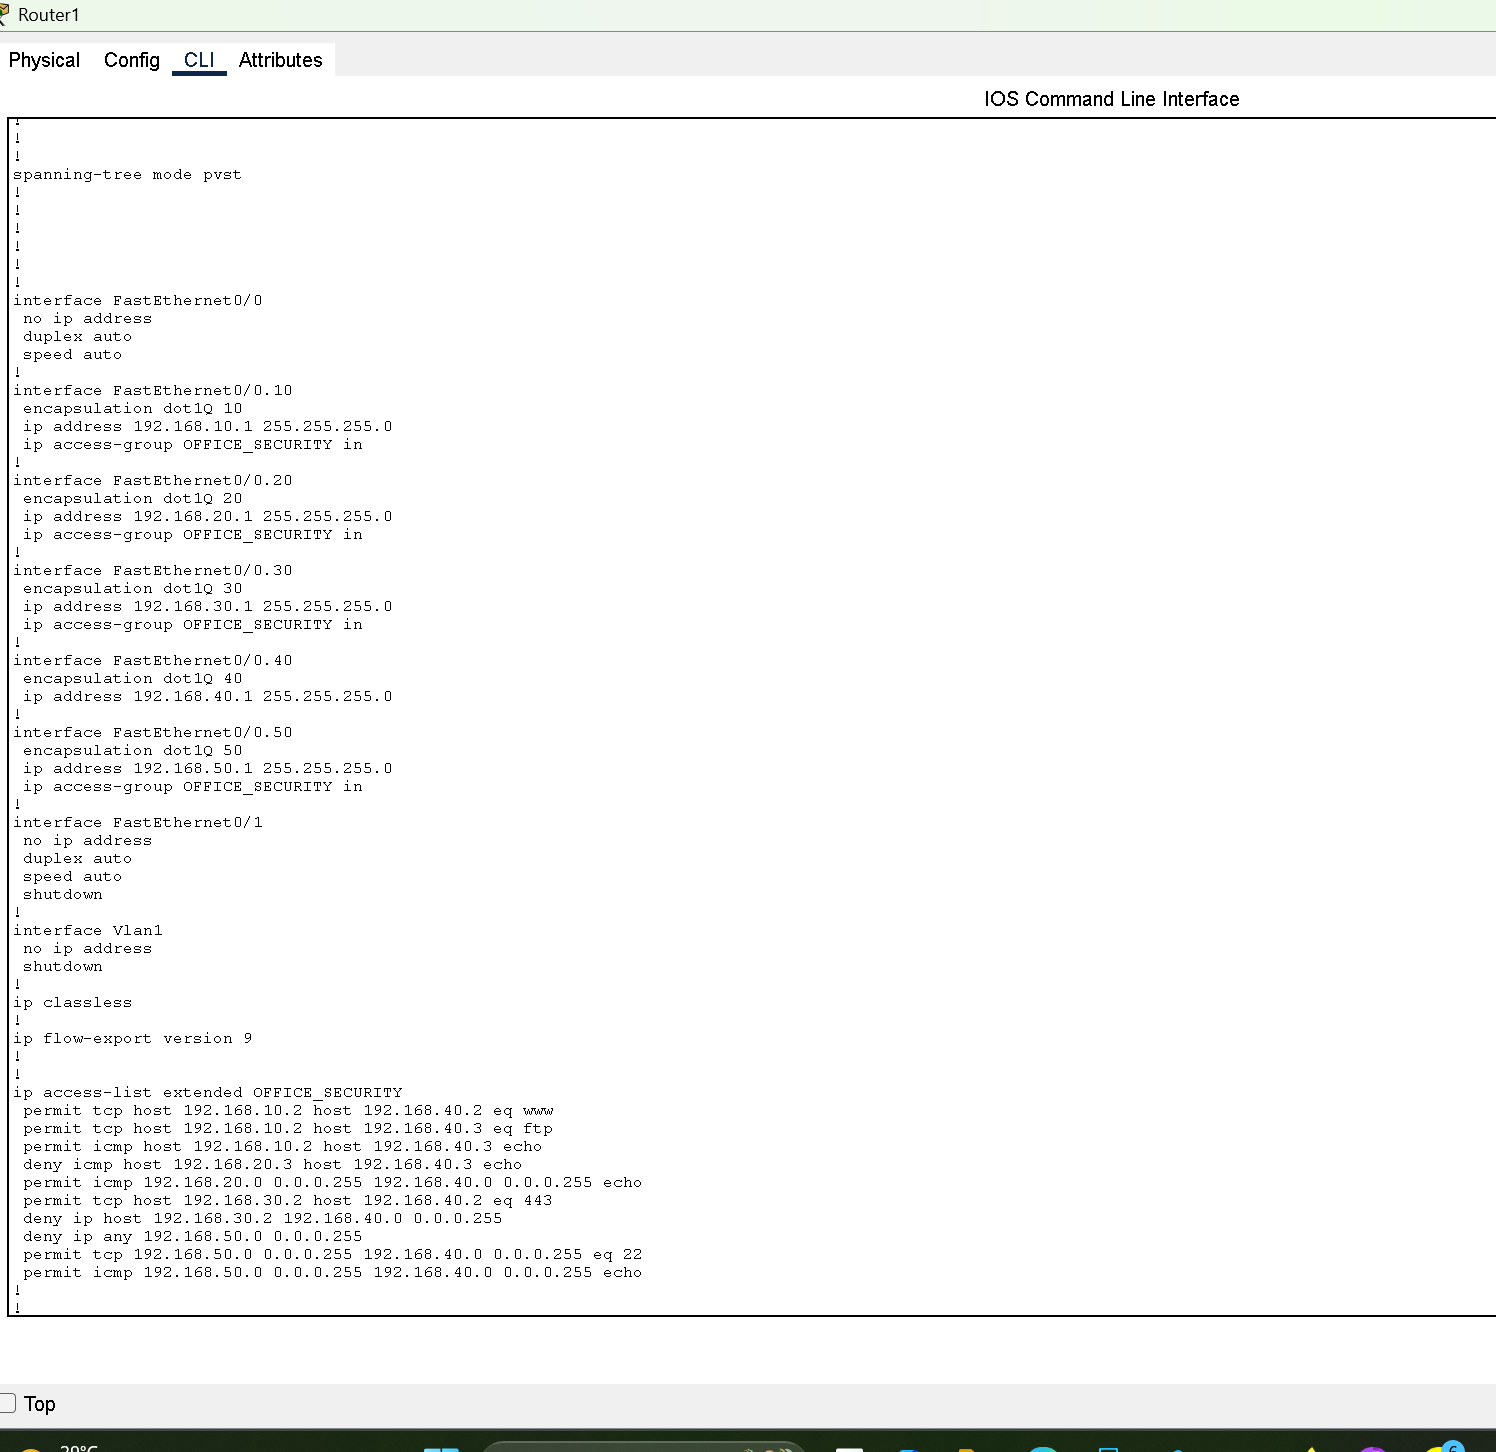 Router1
Physical Config CLI Attributes
IOS Command Line Interface
!
!
!
spanning-tree mode pvst
!
!
!
!
!
!
interface FastEthernet0/0
 no ip address
 duplex auto
 speed auto
!
interface FastEthernet0/0.10
 encapsulation dot1Q 10
 ip address 192.168.10.1 255.255.255.0
 ip access-group OFFICE_SECURITY in
!
interface FastEthernet0/0.20
 encapsulation dot1Q 20
 ip address 192.168.20.1 255.255.255.0
 ip access-group OFFICE_SECURITY in
!
interface FastEthernet0/0.30
 encapsulation dot1Q 30
 ip address 192.168.30.1 255.255.255.0
 ip access-group OFFICE_SECURITY in
!
interface FastEthernet0/0.40
 encapsulation dot1Q 40
 ip address 192.168.40.1 255.255.255.0
!
interface FastEthernet0/0.50
 encapsulation dot1Q 50
 ip address 192.168.50.1 255.255.255.0
 ip access-group OFFICE_SECURITY in
!
interface FastEthernet0/1
 no ip address
 duplex auto
 speed auto
 shutdown
!
interface Vlan1
 no ip address
 shutdown
!
ip classless
!
ip flow-export version 9
!
!
ip access-list extended OFFICE_SECURITY
 permit tcp host 192.168.10.2 host 192.168.40.2 eq www
 permit tcp host 192.168.10.2 host 192.168.40.3 eq ftp
 permit icmp host 192.168.10.2 host 192.168.40.3 echo
 deny icmp host 192.168.20.3 host 192.168.40.3 echo
 permit icmp 192.168.20.0 0.0.0.255 192.168.40.0 0.0.0.255 echo
 permit tcp host 192.168.30.2 host 192.168.40.2 eq 443
 deny ip host 192.168.30.2 192.168.40.0 0.0.0.255
 deny ip any 192.168.50.0 0.0.0.255
 permit tcp 192.168.50.0 0.0.0.255 192.168.40.0 0.0.0.255 eq 22
 permit icmp 192.168.50.0 0.0.0.255 192.168.40.0 0.0.0.255 echo
!
!
Top